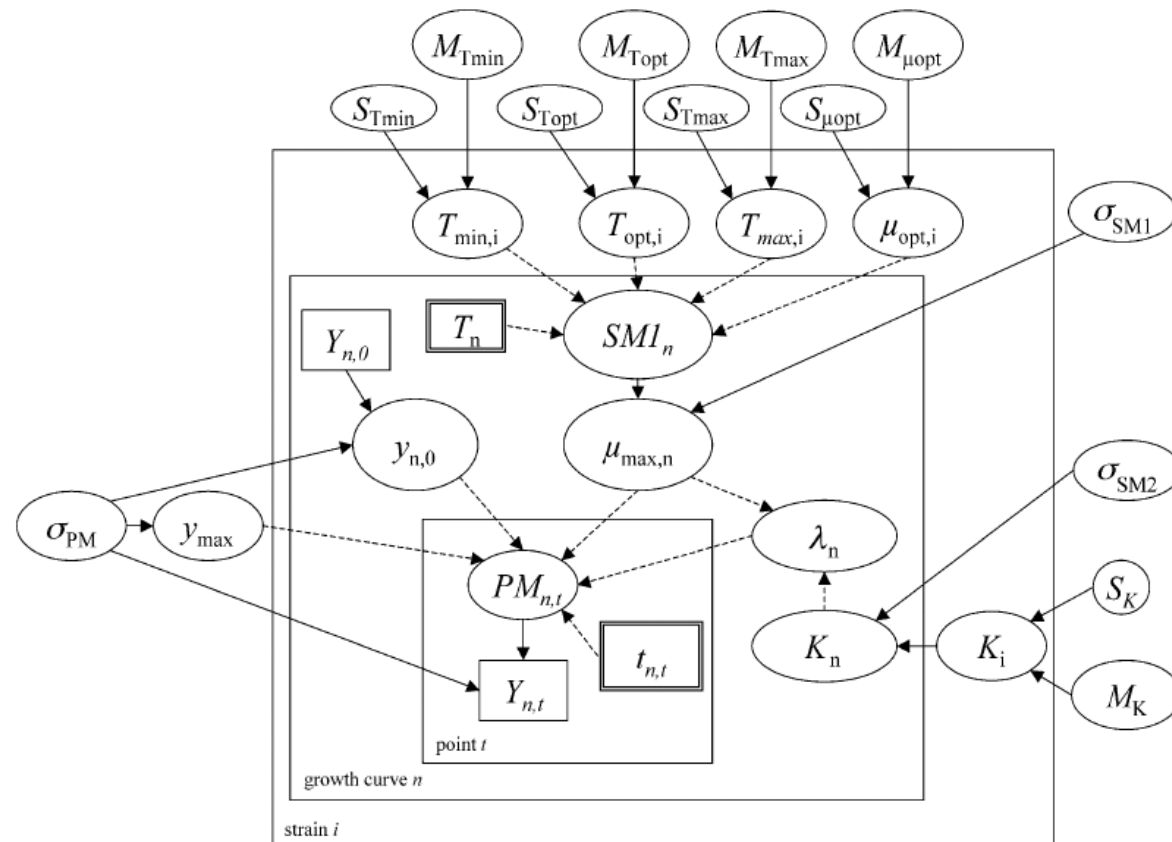 M_Tmin M_Topt M_Tmax M_μopt
S_Tmin S_Topt S_Tmax S_μopt
T_min,i T_opt,i T_max,i μ_opt,i σ_SM1
T_n SM1_n
Y_n,0
y_n,0 μ_max,n
σ_SM2
σ_PM y_max λ_n
PM_n,t S_K
t_n,t K_n K_i
Y_n,t M_K
point t
growth curve n
strain i